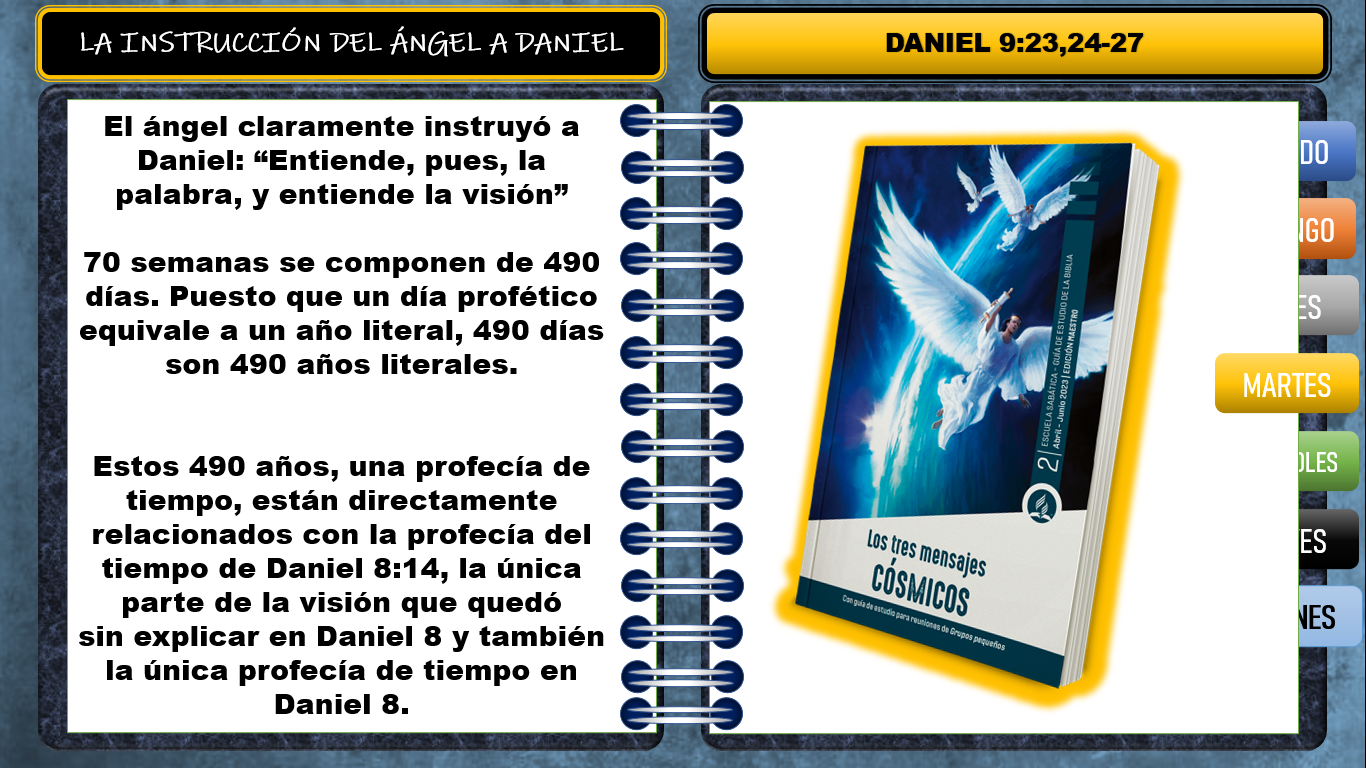 LA INSTRUCCIÓN DEL ÁNGEL A DANIEL
DANIEL 9:23,24-27
El ángel claramente instruyó a
Daniel: “Entiende, pues, la
palabra, y entiende la visión”
70 semanas se componen de 490
días. Puesto que un día profético
equivale a un año literal, 490 días
son 490 años literales.
Estos 490 años, una profecía de
tiempo, están directamente
relacionados con la profecía del
tiempo de Daniel 8:14, la única
parte de la visión que quedó
sin explicar en Daniel 8 y también
la única profecía de tiempo en
Daniel 8.
2
ESCUELA SABÁTICA - GUÍA DE ESTUDIO DE LA BIBLIA
Abril - Junio 2023 | EDICIÓN MAESTRO
Los tres mensajes
CÓSMICOS
Con guía de estudio para reuniones de Grupos pequeños
DO
NGO
ES
MARTES
OLES
ES
NES